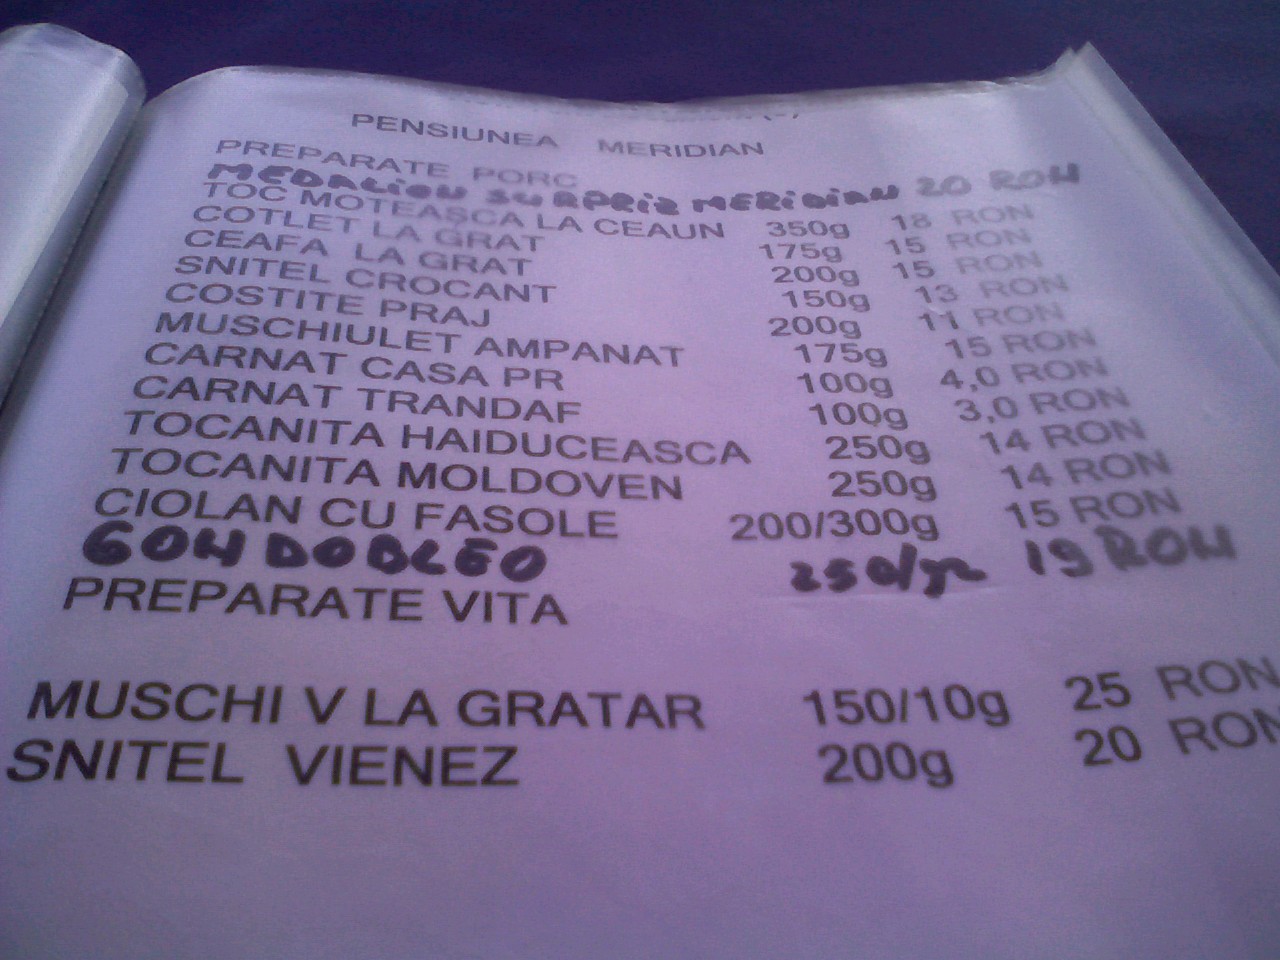 PENSIUNEA MERIDIAN
PREPARATE PORC
MEDALION SURPRIZ MERIDIAN 20 RON
TOC MOTEASCA LA CEAUN 350g 18 RON
COTLET LA GRAT 175g 15 RON
CEAFA LA GRAT 200g 15 RON
SNITEL CROCANT 150g 13 RON
COSTITE PRAJ 200g 11 RON
MUSCHIULET AMPANAT 175g 15 RON
CARNAT CASA PR 100g 4,0 RON
CARNAT TRANDAF 100g 3,0 RON
TOCANITA HAIDUCEASCA 250g 14 RON
TOCANITA MOLDOVEN 250g 14 RON
CIOLAN CU FASOLE 200/300g 15 RON
GONDOBLEO 250/gr 19 RON
PREPARATE VITA
MUSCHI V LA GRATAR 150/10g 25 RON
SNITEL VIENEZ 200g 20 RON